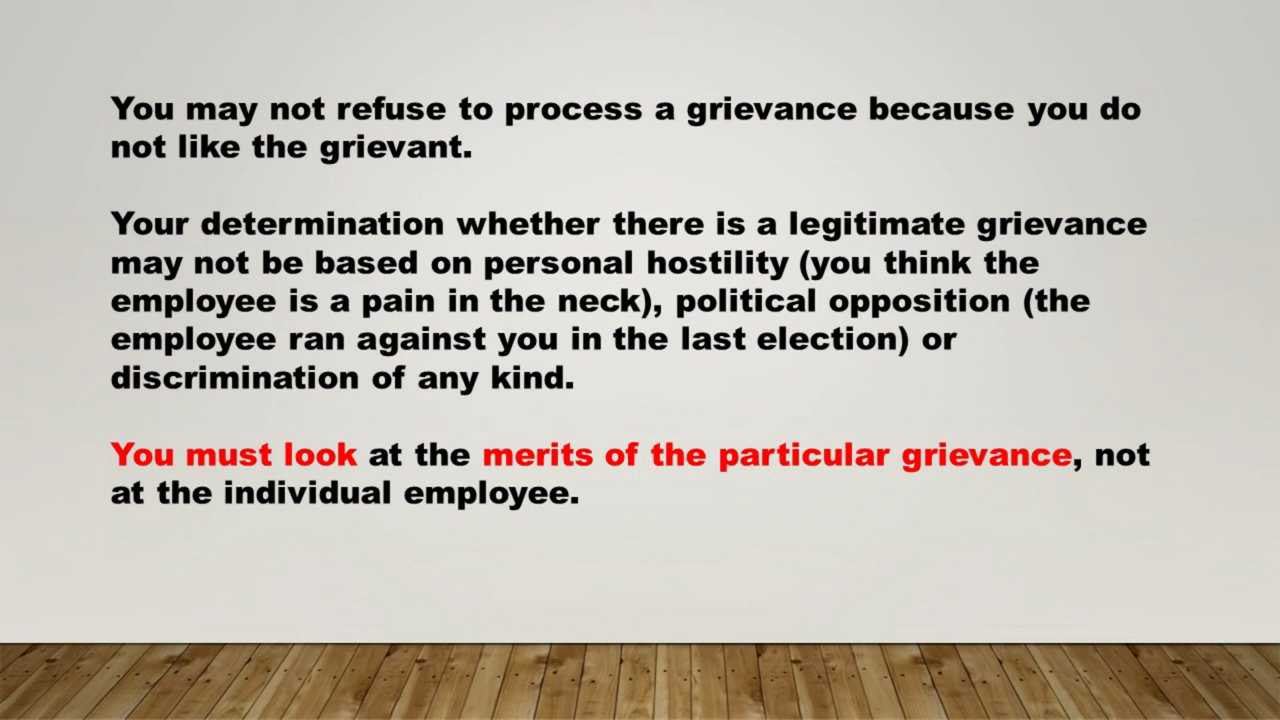 You may not refuse to process a grievance because you do
not like the grievant.
Your determination whether there is a legitimate grievance
may not be based on personal hostility (you think the
employee is a pain in the neck), political opposition (the
employee ran against you in the last election) or
discrimination of any kind.
You must look at the merits of the particular grievance, not
at the individual employee.